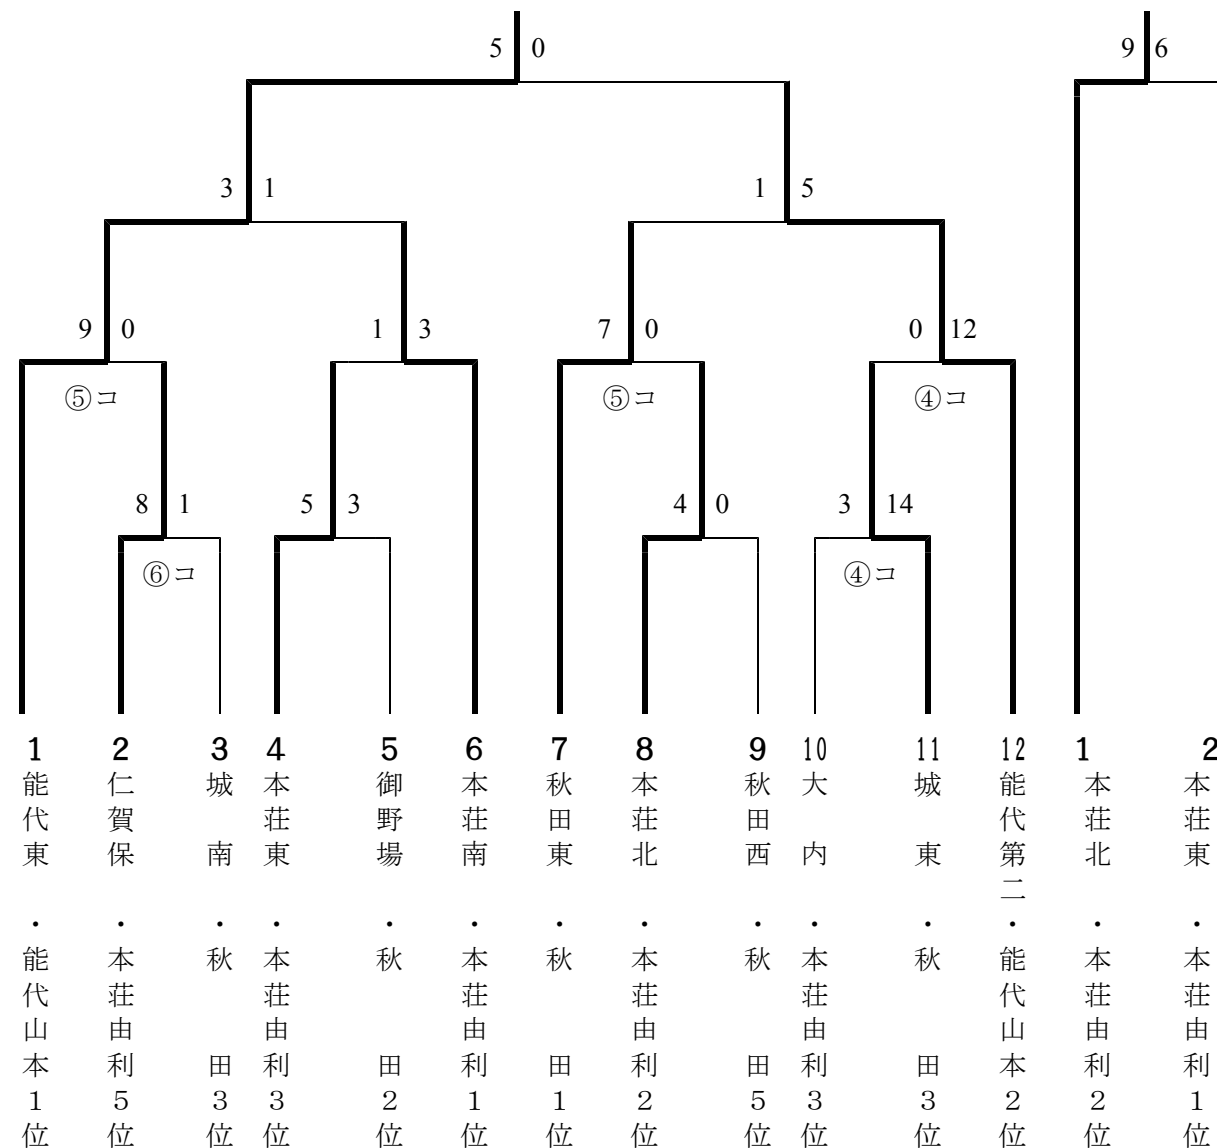 5 0
9 6
3 1
1 5
9 0
1 3
7 0
0 12
⑤コ
⑤コ
④コ
8 1
5 3
4 0
3 14
⑥コ
④コ
1 能代東・能代山本1位
2 仁賀保・本荘由利5位
3 城南・秋田3位
4 本荘東・本荘由利3位
5 御野場・秋田2位
6 本荘南・本荘由利1位
7 秋田東・秋田1位
8 本荘北・本荘由利2位
9 秋田西・秋田5位
10 大内・本荘由利3位
11 城東・秋田3位
12 能代第二・能代山本2位
1 本荘北・本荘由利2位
2 本荘東・本荘由利1位